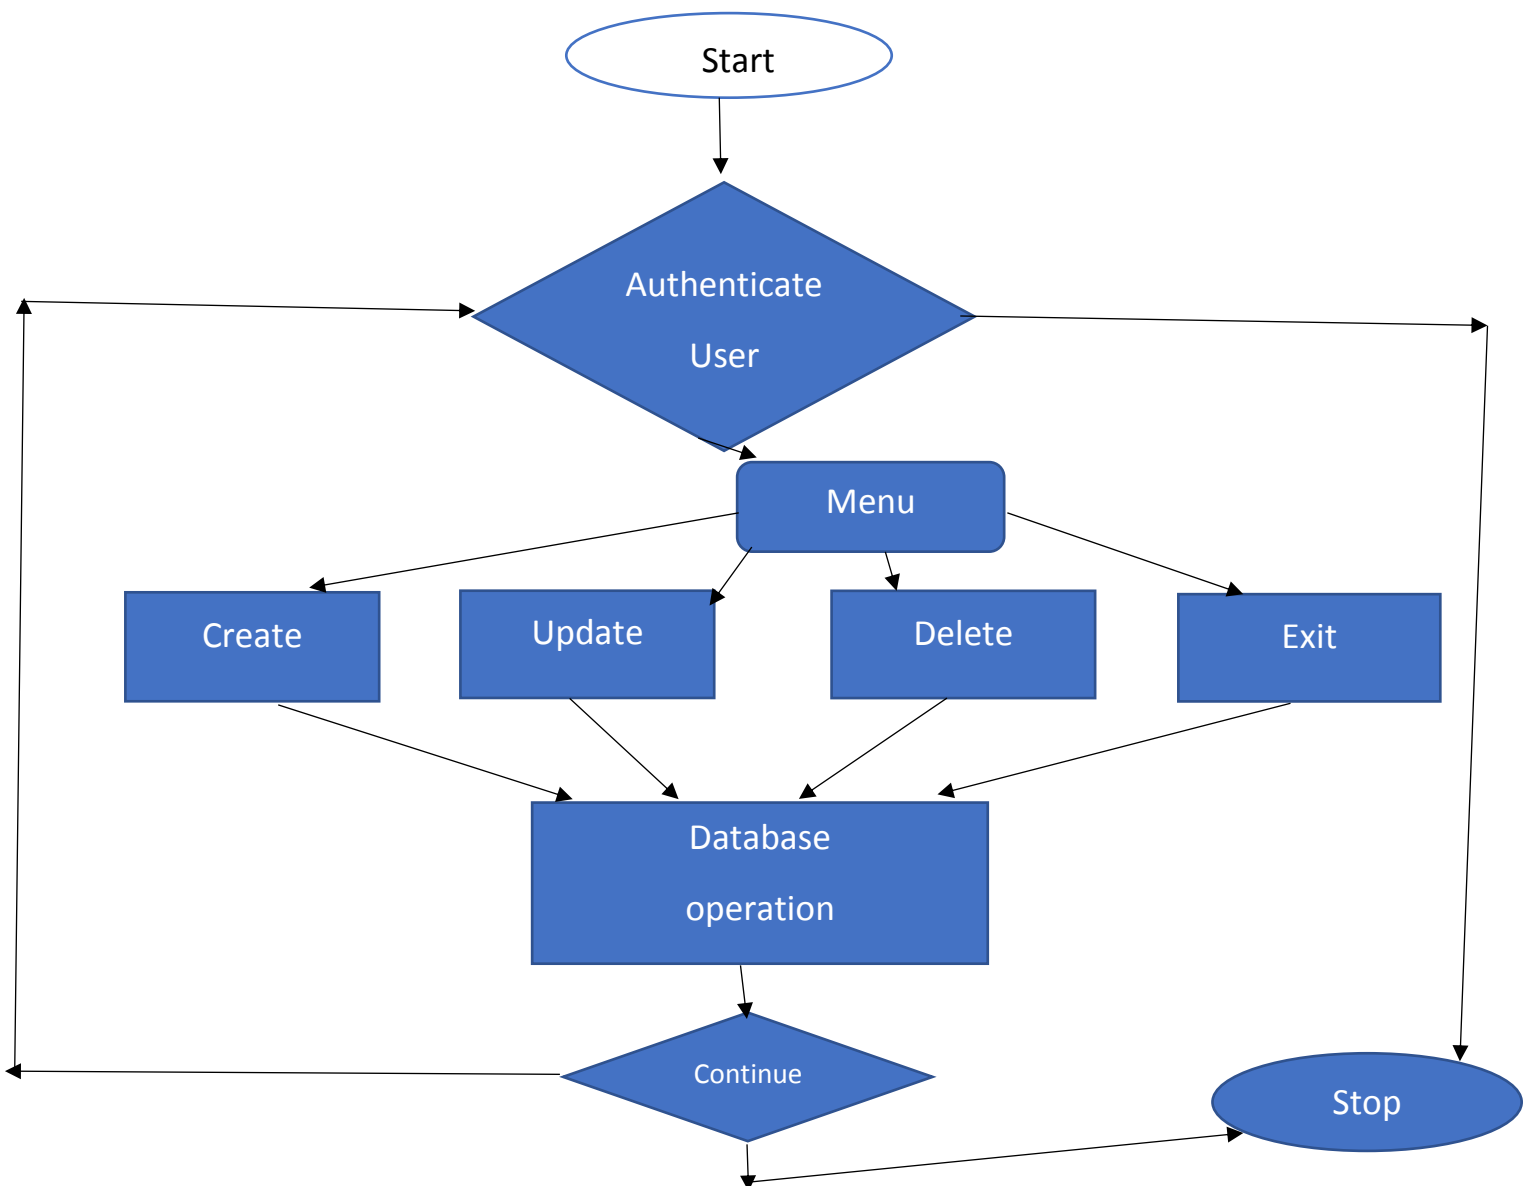 Start
Authenticate
User
Menu
Create
Update
Delete
Exit
Database
operation
Continue
Stop